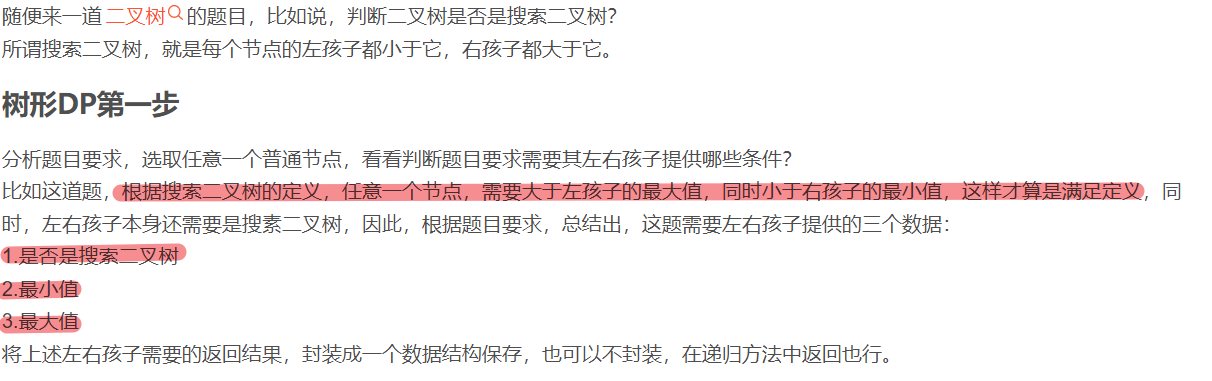 随便来一道 二叉树 的题目，比如说，判断二叉树是否是搜索二叉树？
所谓搜索二叉树，就是每个节点的左孩子都小于它，右孩子都大于它。
树形DP第一步
分析题目要求，选取任意一个普通节点，看看判断题目要求需要其左右孩子提供哪些条件？
比如这道题，根据搜索二叉树的定义，任意一个节点，需要大于左孩子的最大值，同时小于右孩子的最小值，这样才算是满足定义，同
时，左右孩子本身还需要是搜素二叉树，因此，根据题目要求，总结出，这题需要左右孩子提供的三个数据：
1.是否是搜索二叉树
2.最小值
3.最大值
将上述左右孩子需要的返回结果，封装成一个数据结构保存，也可以不封装，在递归方法中返回也行。